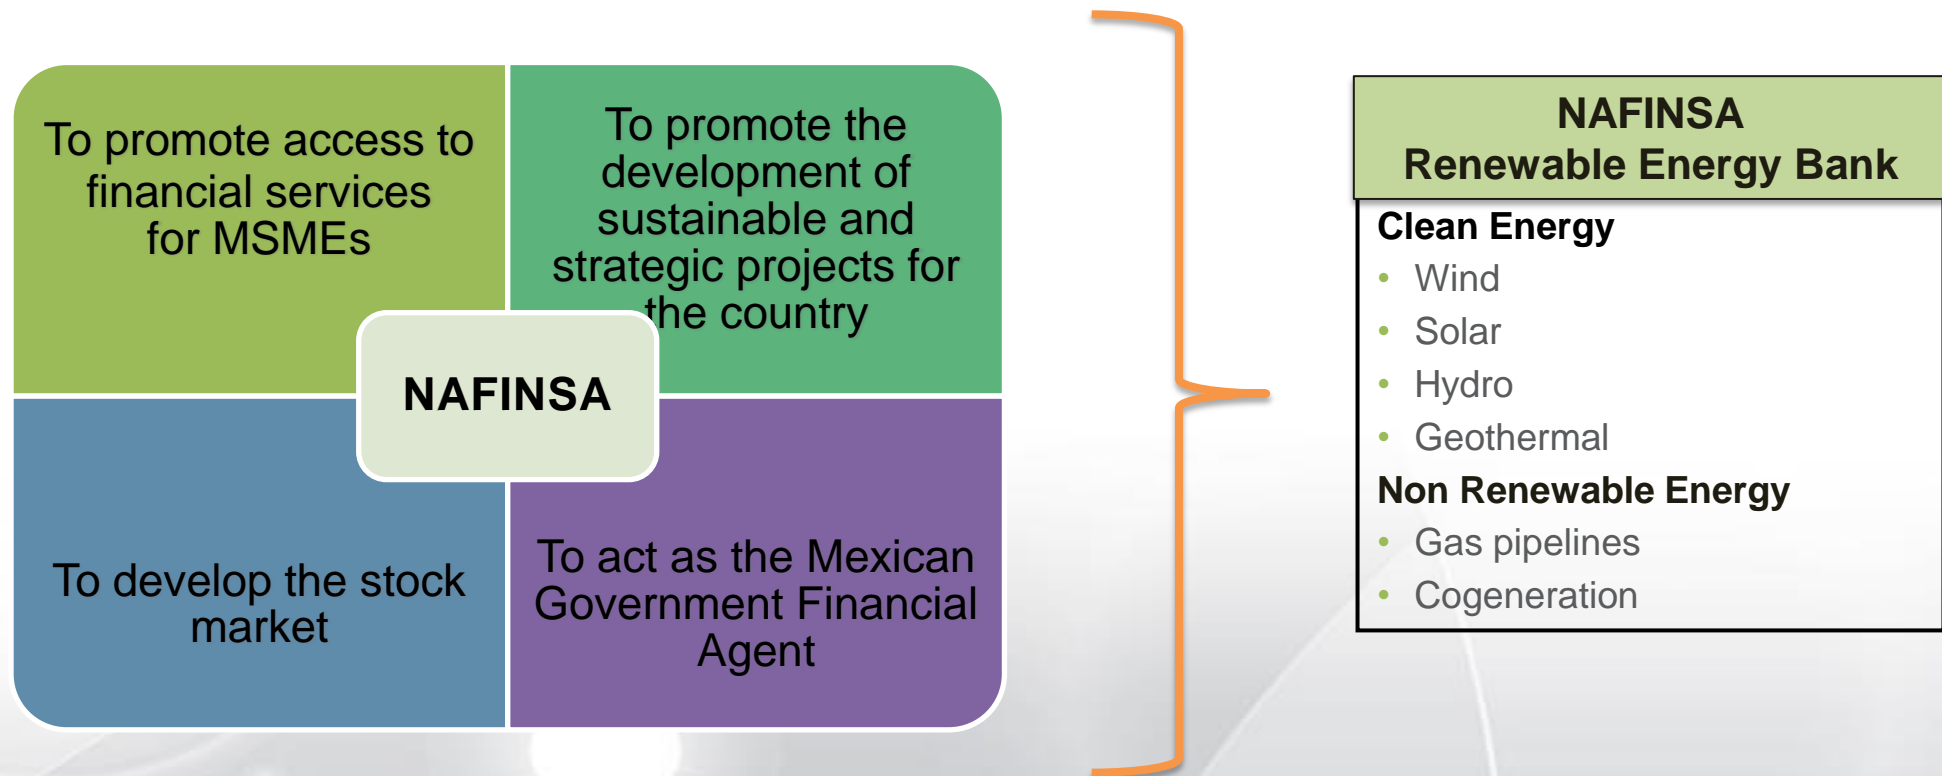 To promote access to
financial services
for MSMEs
To promote the
development of
sustainable and
strategic projects for
the country
NAFINSA
To develop the stock
market
To act as the Mexican
Government Financial
Agent
NAFINSA
Renewable Energy Bank
Clean Energy
• Wind
• Solar
• Hydro
• Geothermal
Non Renewable Energy
• Gas pipelines
• Cogeneration